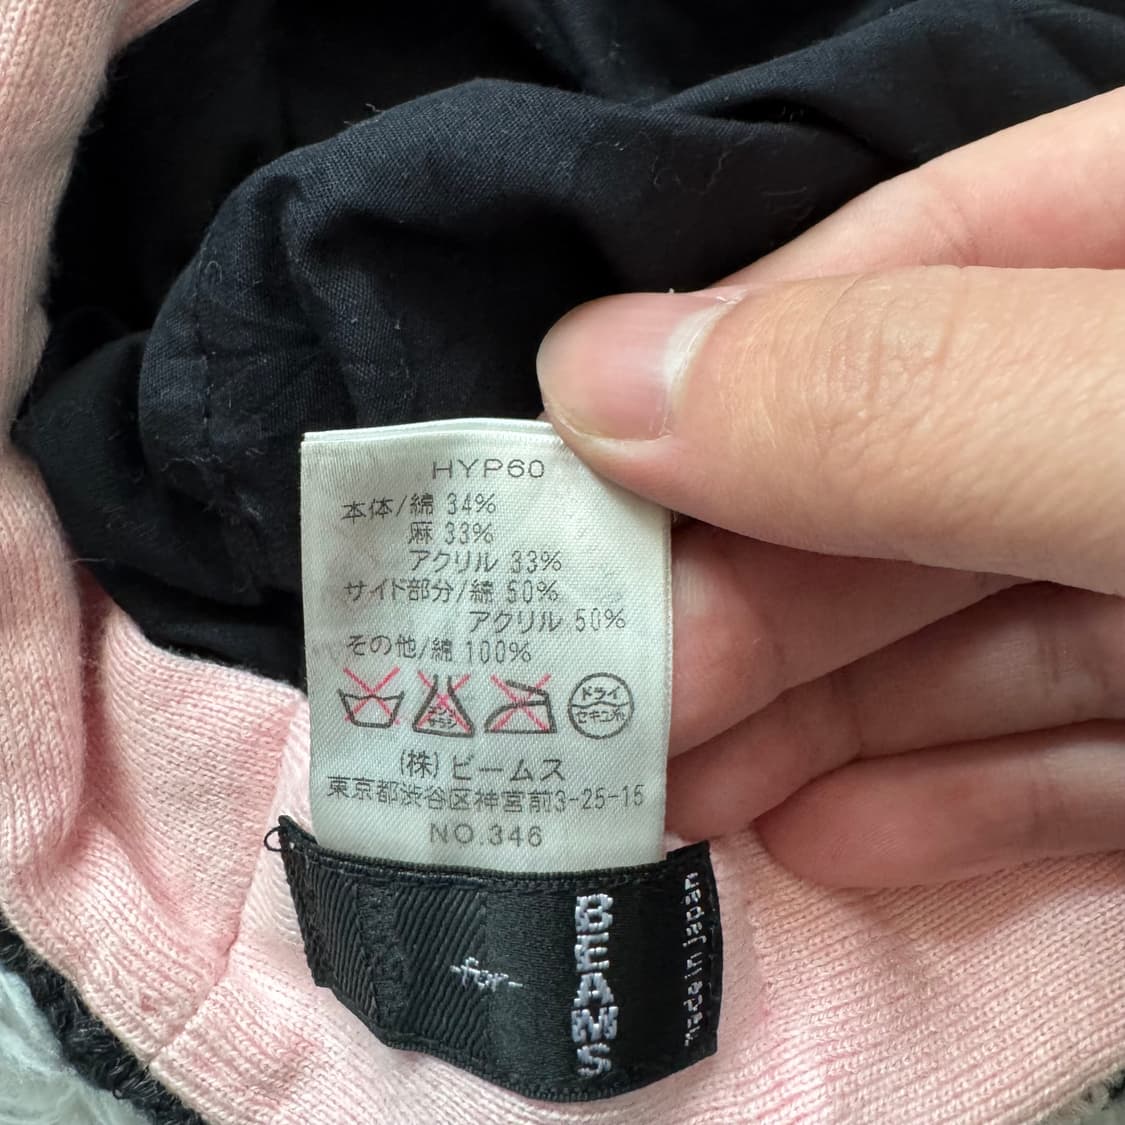 HYP60
本体/綿 34%
麻 33%
アクリル 33%
サイド部分/綿 50%
アクリル 50%
その他/綿 100%
ドライ
セキユ系
(株)ビームス
東京都渋谷区神宮前3-25-15
NO.346
-for-
BEAMS
made in japan